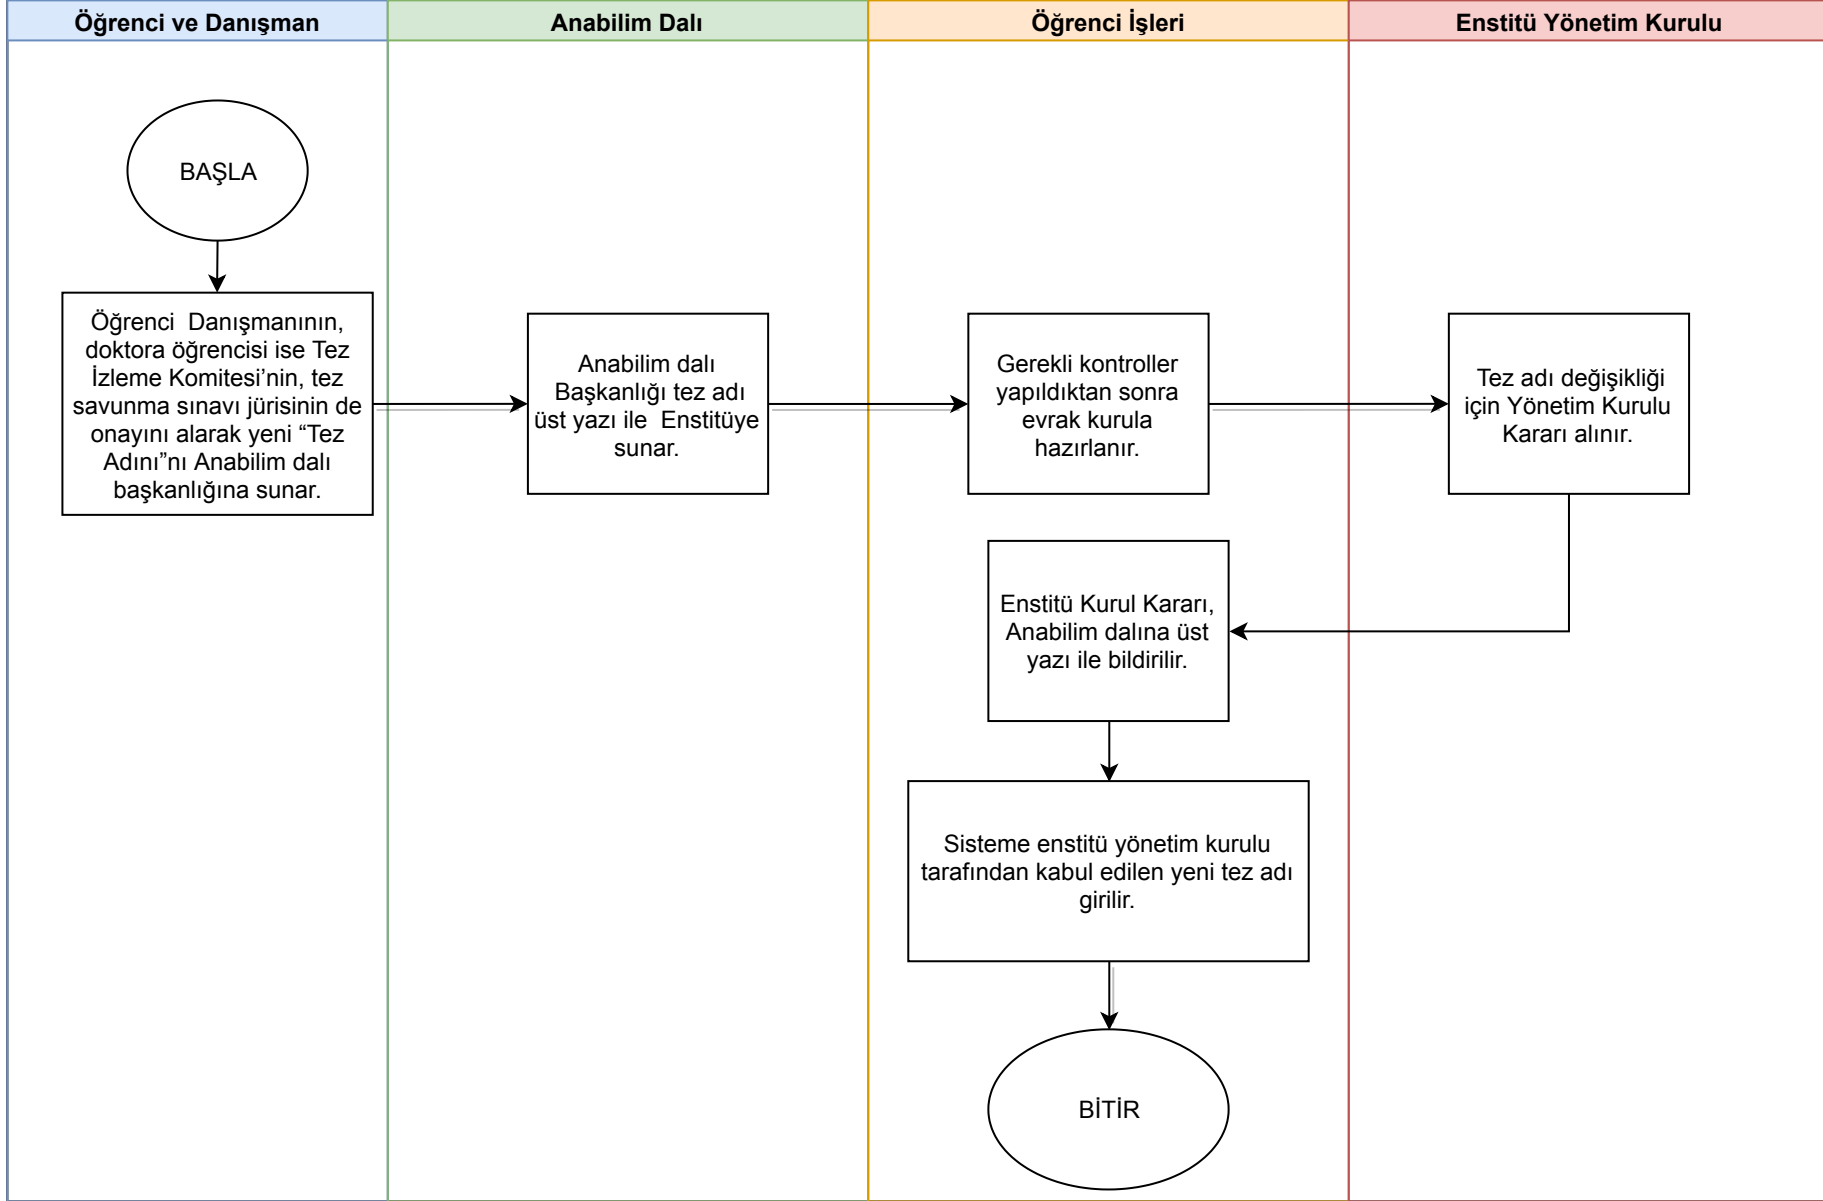 Öğrenci ve Danışman
Anabilim Dalı
Öğrenci İşleri
Enstitü Yönetim Kurulu
BAŞLA
Öğrenci  Danışmanının,
doktora öğrencisi ise Tez
İzleme Komitesi’nin, tez
savunma sınavı jürisinin de
onayını alarak yeni “Tez
Adını”nı Anabilim dalı
başkanlığına sunar.
Anabilim dalı
Başkanlığı tez adı
üst yazı ile  Enstitüye
sunar.
Gerekli kontroller
yapıldıktan sonra
evrak kurula
hazırlanır.
Tez adı değişikliği
için Yönetim Kurulu
Kararı alınır.
Enstitü Kurul Kararı,
Anabilim dalına üst
yazı ile bildirilir.
Sisteme enstitü yönetim kurulu
tarafından kabul edilen yeni tez adı
girilir.
BİTİR